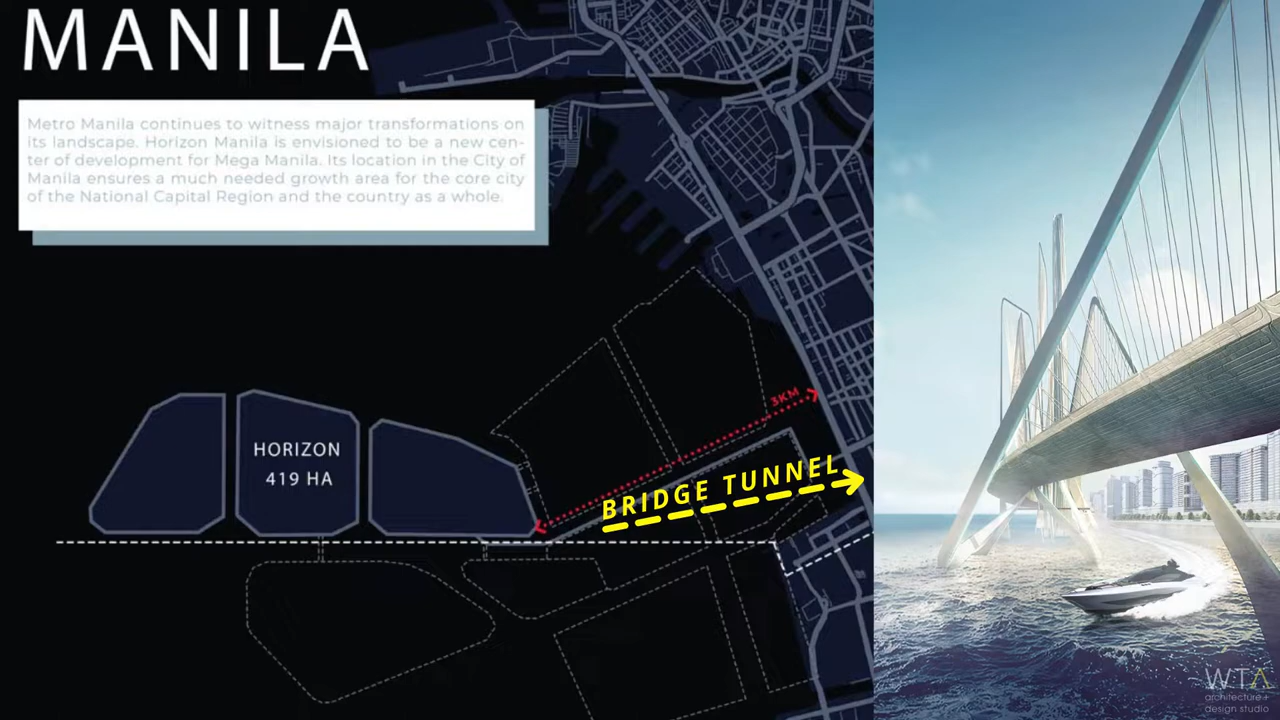 MANILA
Metro Manila continues to witness major transformations on
its landscape. Horizon Manila is envisioned to be a new cen-
ter of development for Mega Manila. Its location in the City of
Manila ensures a much needed growth area for the core city
of the National Capital Region and the country as a whole.
3KM
HORIZON
419 HA
BRIDGE TUNNEL
WTA
architecture+
design studio